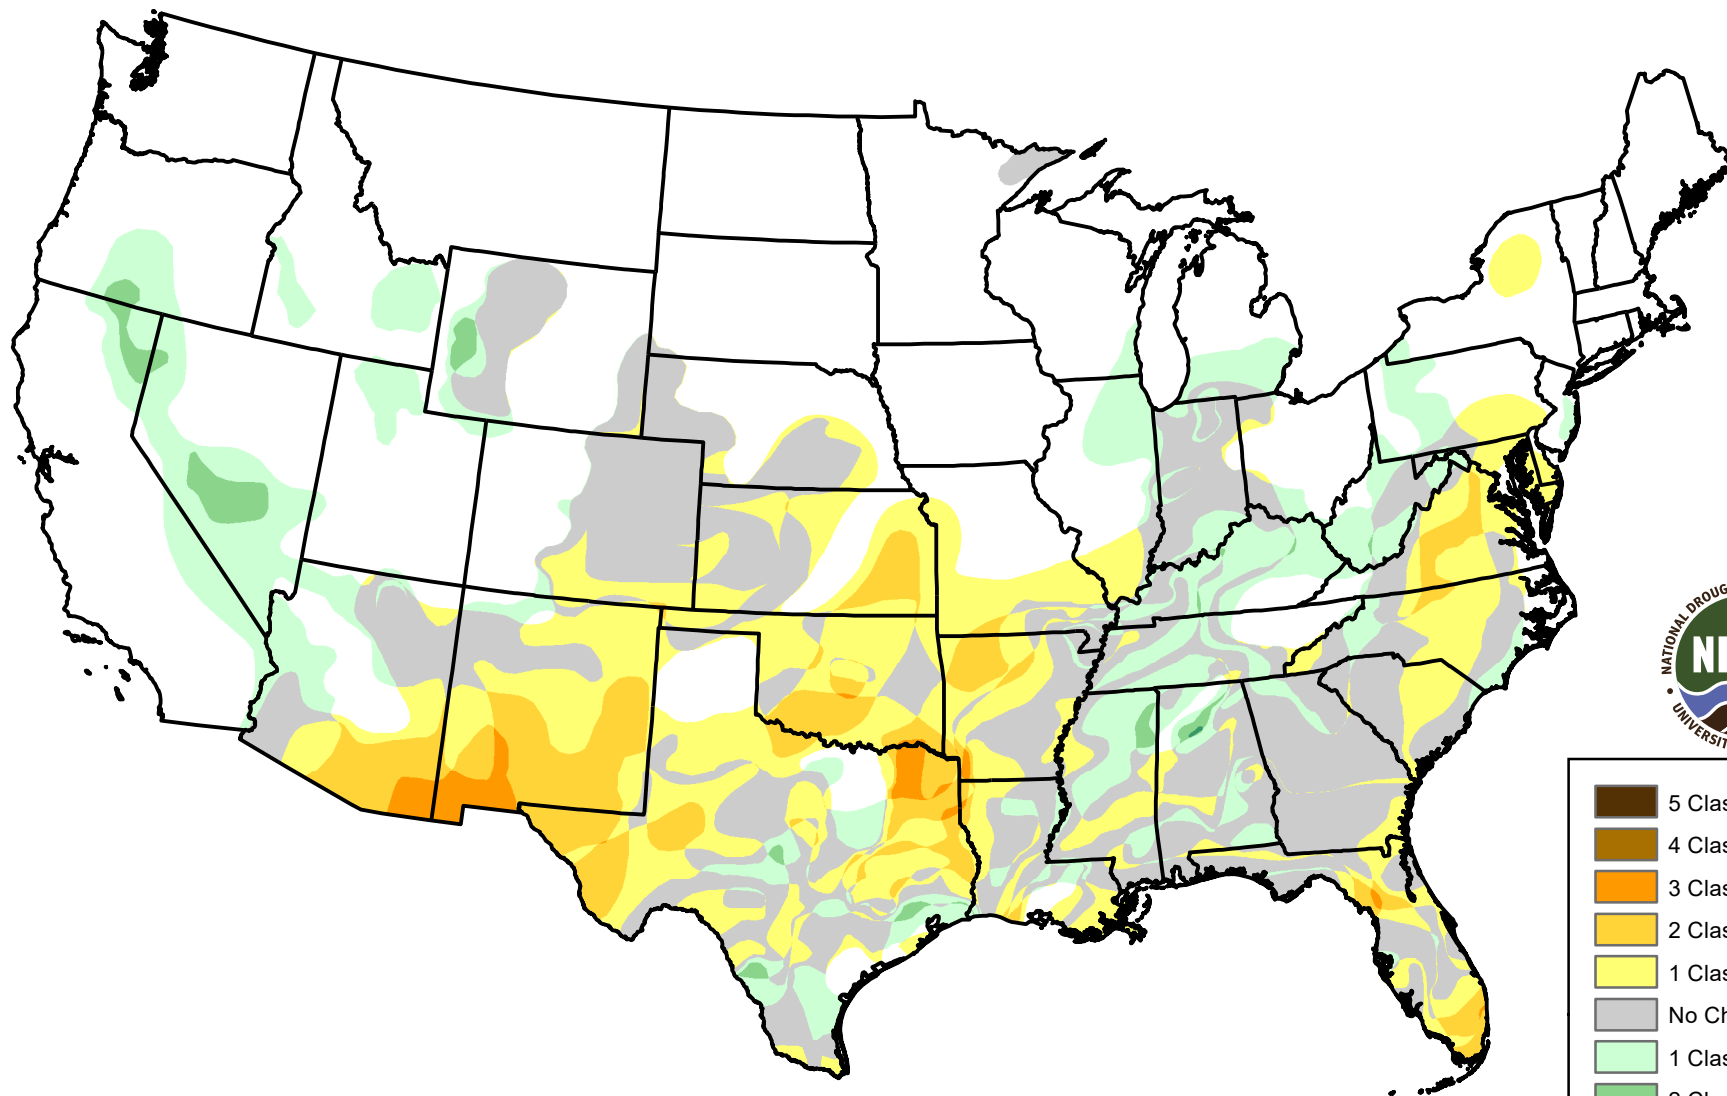 NATIONAL DROUG
UNIVERSIT
5 Clas
4 Clas
3 Clas
2 Clas
1 Clas
No Ch
1 Clas